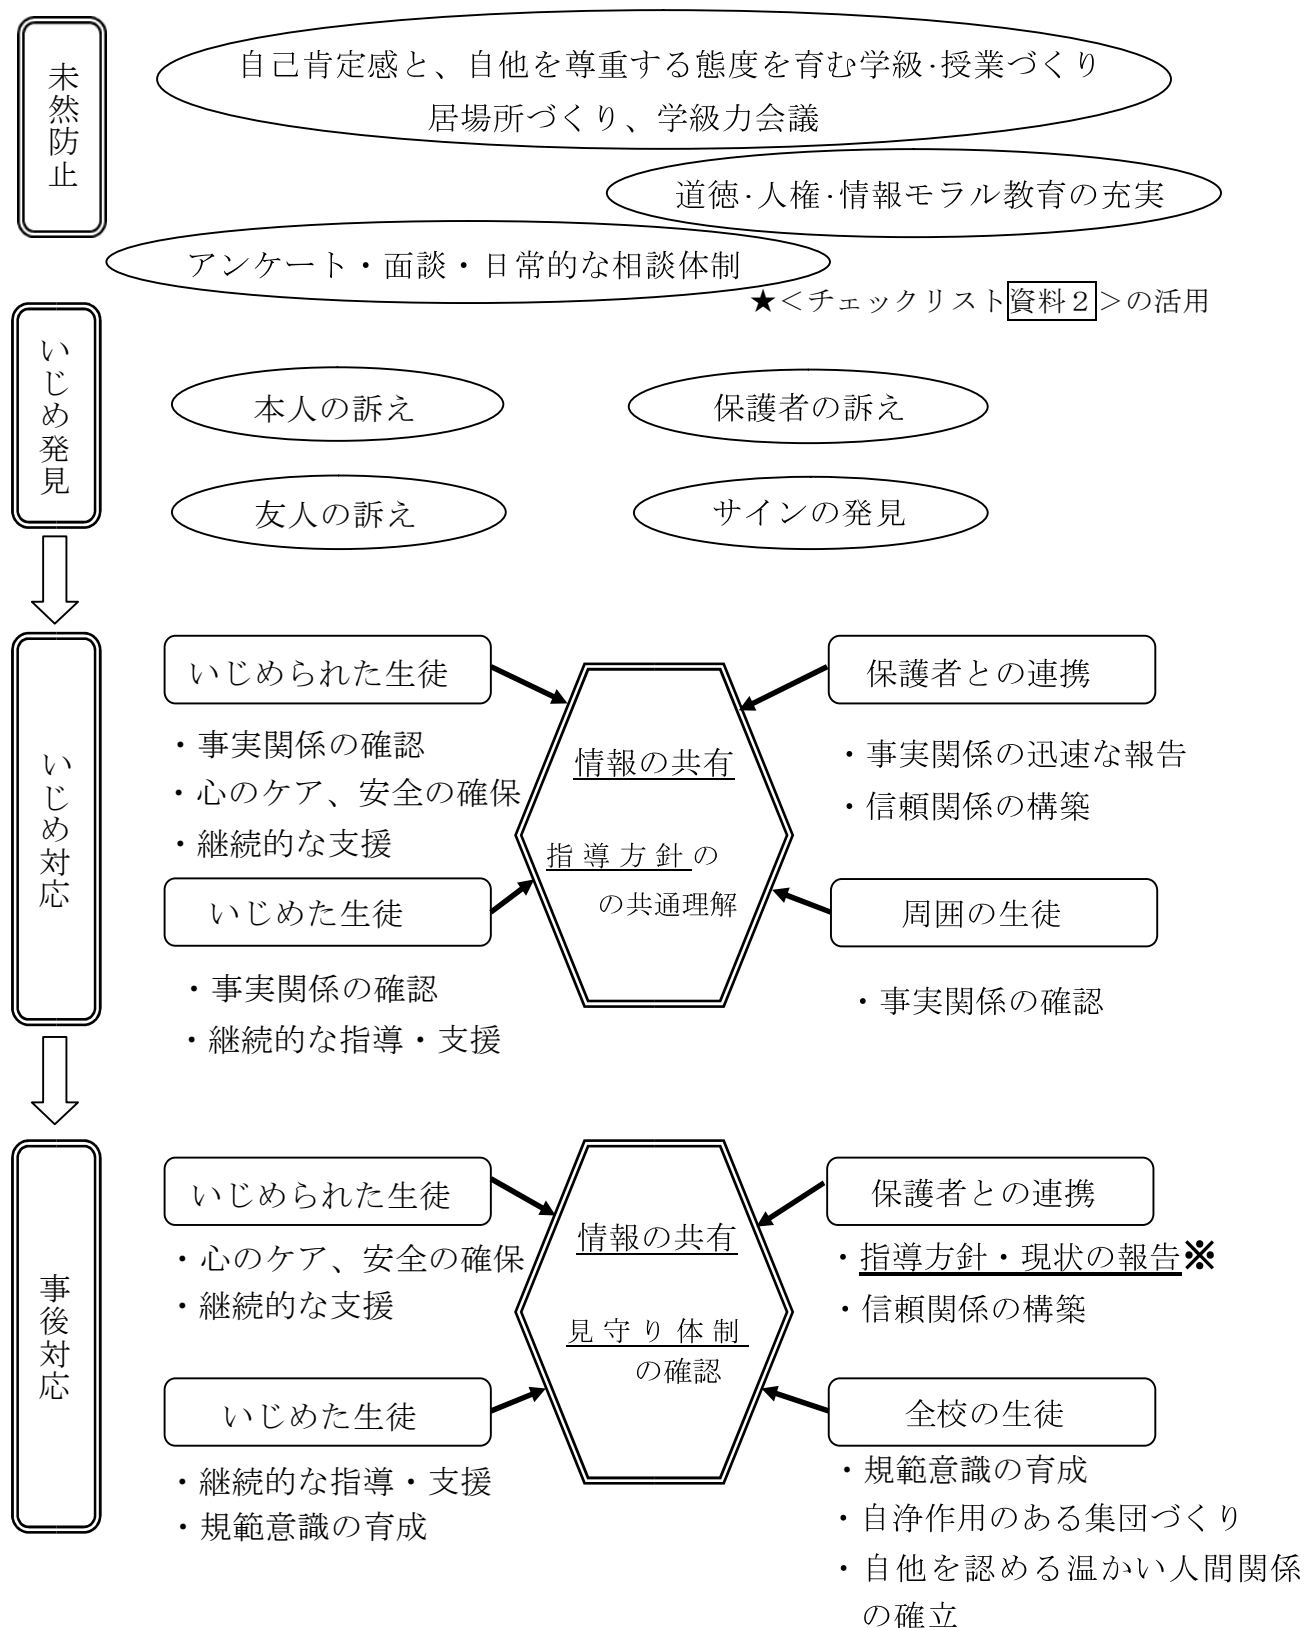 未然防止
自己肯定感と、自他を尊重する態度を育む学級·授業づくり
居場所づくり、学級力会議
道徳·人権·情報モラル教育の充実
アンケート・面談・日常的な相談体制
★＜チェックリスト資料２＞の活用
いじめ発見
本人の訴え
保護者の訴え
友人の訴え
サインの発見
いじめ対応
いじめられた生徒
・事実関係の確認
・心のケア、安全の確保
・継続的な支援
いじめた生徒
・事実関係の確認
・継続的な指導・支援
情報の共有
指導方針の
の共通理解
保護者との連携
・事実関係の迅速な報告
・信頼関係の構築
周囲の生徒
・事実関係の確認
事後対応
いじめられた生徒
・心のケア、安全の確保
・継続的な支援
いじめた生徒
・継続的な指導・支援
・規範意識の育成
情報の共有
見守り体制
の確認
保護者との連携
・指導方針・現状の報告※
・信頼関係の構築
全校の生徒
・規範意識の育成
・自浄作用のある集団づくり
・自他を認める温かい人間関係
の確立